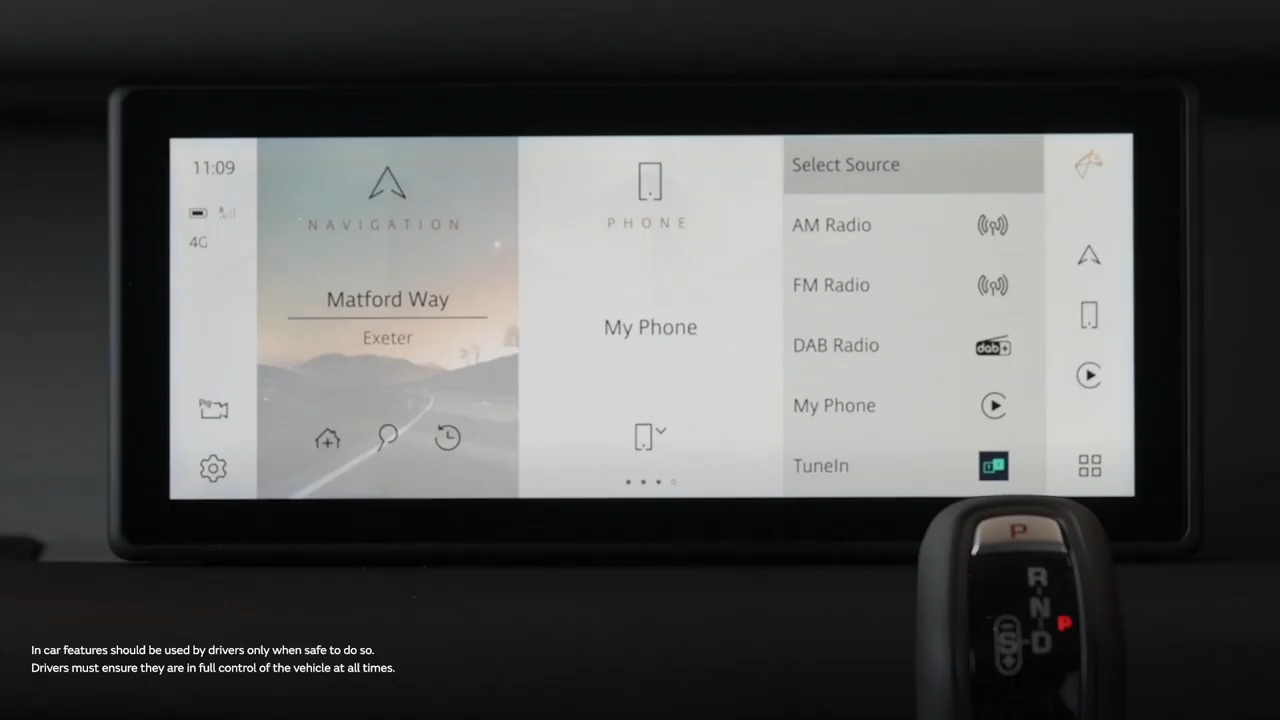 11:09
4G
NAVIGATION
Matford Way
Exeter
PHONE
My Phone
Select Source
AM Radio
FM Radio
DAB Radio
dab+
My Phone
TuneIn
P
R
N
P
S
D
In car features should be used by drivers only when safe to do so.
Drivers must ensure they are in full control of the vehicle at all times.